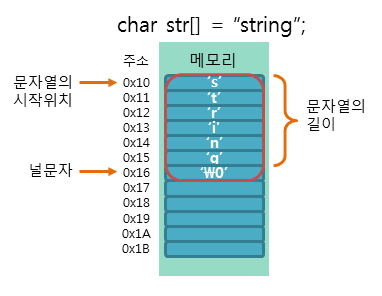 char str[] = “string”;
주소 메모리
문자열의
시작위치
0x10 ‘s’
0x11 ‘t’
0x12 ‘r’
0x13 ‘i’
0x14 ‘n’
0x15 ‘g’
널문자 0x16 ‘₩0’
0x17
0x18
0x19
0x1A
0x1B
문자열의
길이